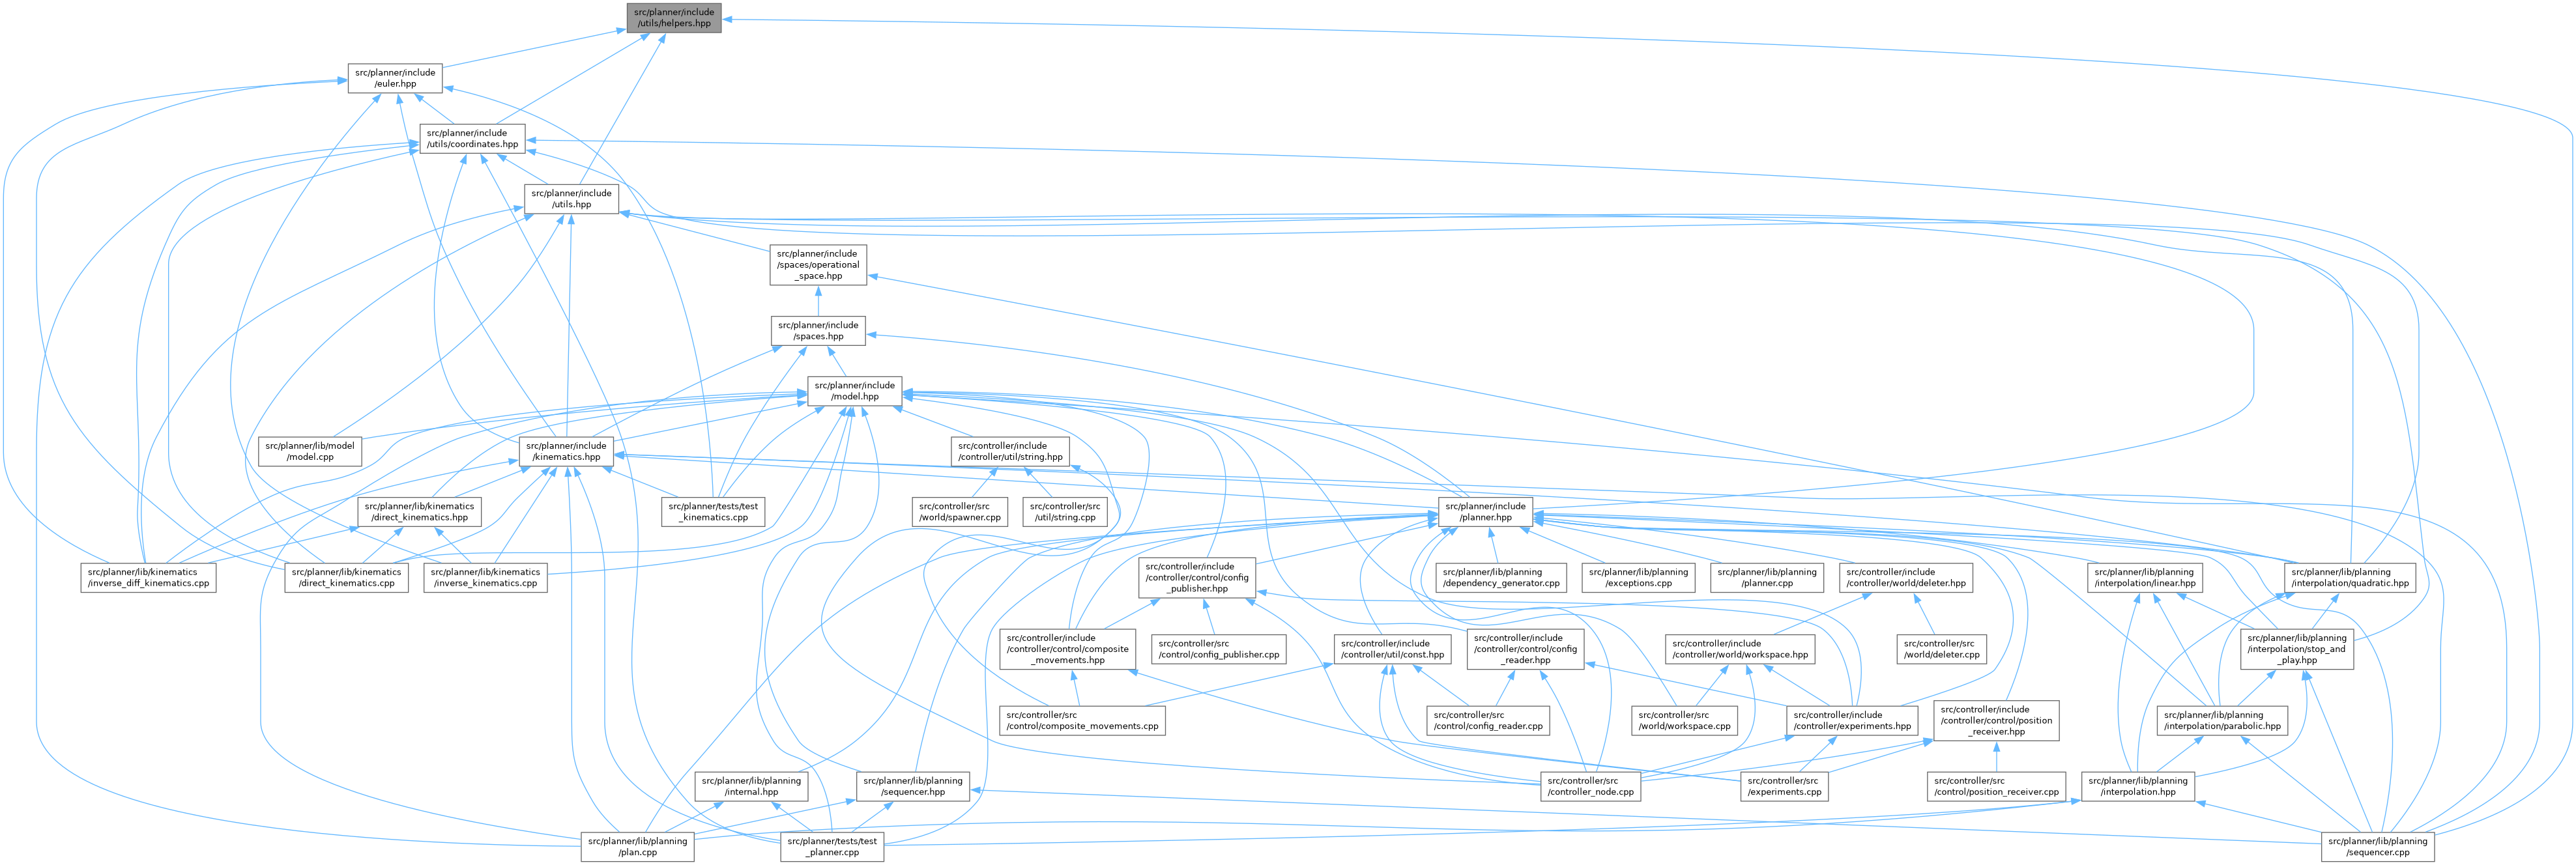 src/planner/include
/utils/helpers.hpp
src/planner/include
/euler.hpp
src/planner/include
/utils/coordinates.hpp
src/planner/include
/utils.hpp
src/planner/include
/spaces/operational
_space.hpp
src/planner/include
/spaces.hpp
src/planner/include
/model.hpp
src/planner/lib/model
/model.cpp
src/planner/include
/kinematics.hpp
src/controller/include
/controller/util/string.hpp
src/planner/lib/kinematics
/direct_kinematics.hpp
src/planner/tests/test
_kinematics.cpp
src/controller/src
/world/spawner.cpp
src/controller/src
/util/string.cpp
src/planner/include
/planner.hpp
src/planner/lib/kinematics
/inverse_diff_kinematics.cpp
src/planner/lib/kinematics
/direct_kinematics.cpp
src/planner/lib/kinematics
/inverse_kinematics.cpp
src/controller/include
/controller/control/config
_publisher.hpp
src/planner/lib/planning
/dependency_generator.cpp
src/planner/lib/planning
/exceptions.cpp
src/planner/lib/planning
/planner.cpp
src/controller/include
/controller/world/deleter.hpp
src/planner/lib/planning
/interpolation/linear.hpp
src/planner/lib/planning
/interpolation/quadratic.hpp
src/controller/include
/controller/control/composite
_movements.hpp
src/controller/src
/control/config_publisher.cpp
src/controller/include
/controller/util/const.hpp
src/controller/include
/controller/control/config
_reader.hpp
src/controller/include
/controller/world/workspace.hpp
src/controller/src
/world/deleter.cpp
src/planner/lib/planning
/interpolation/stop_and
_play.hpp
src/controller/src
/control/composite_movements.cpp
src/controller/src
/control/config_reader.cpp
src/controller/src
/world/workspace.cpp
src/controller/include
/controller/experiments.hpp
src/controller/include
/controller/control/position
_receiver.hpp
src/planner/lib/planning
/interpolation/parabolic.hpp
src/planner/lib/planning
/internal.hpp
src/planner/lib/planning
/sequencer.hpp
src/controller/src
/controller_node.cpp
src/controller/src
/experiments.cpp
src/controller/src
/control/position_receiver.cpp
src/planner/lib/planning
/interpolation.hpp
src/planner/lib/planning
/plan.cpp
src/planner/tests/test
_planner.cpp
src/planner/lib/planning
/sequencer.cpp